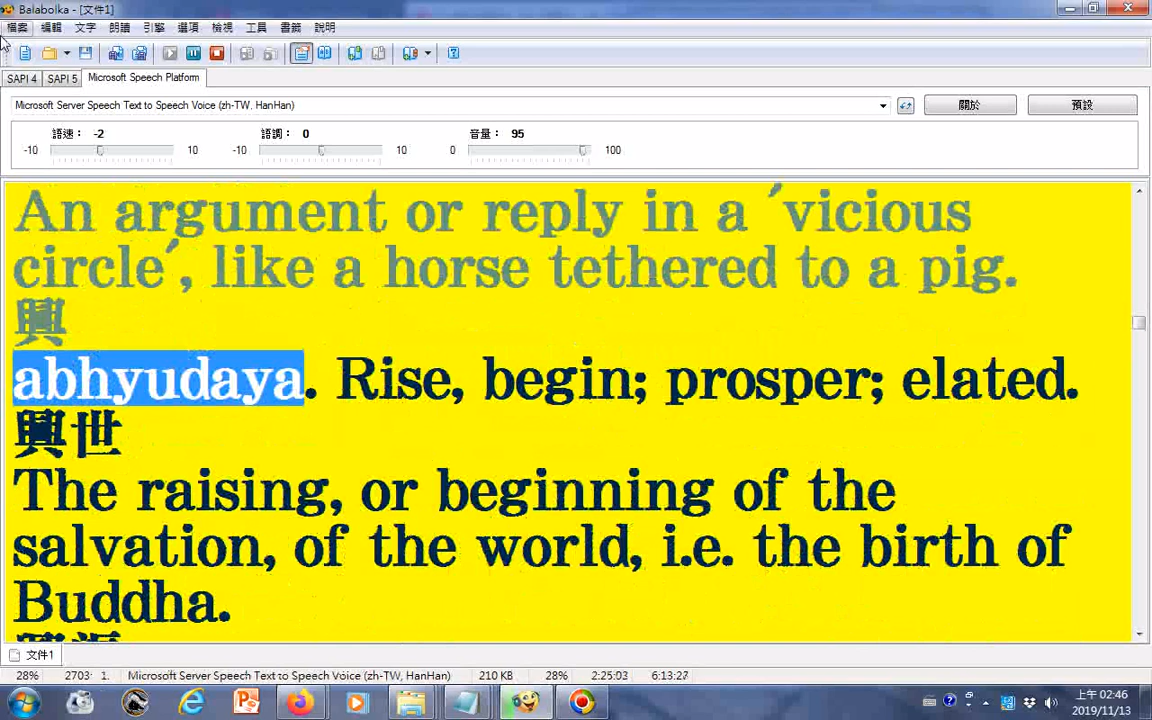 Balabolka - [文件1]
檔案 編輯 文字 朗讀 引擎 選項 檢視 工具 書籤 說明
SAPI 4 SAPI 5 Microsoft Speech Platform
Microsoft Server Speech Text to Speech Voice (zh-TW, HanHan) 關於 預設
語速： -2 語調： 0 音量： 95
-10 10 -10 10 0 100
An argument or reply in a ′vicious
circle′, like a horse tethered to a pig.
興
abhyudaya. Rise, begin; prosper; elated.
興世
The raising, or beginning of the
salvation, of the world, i.e. the birth of
Buddha.
文件1
28% 2703: 1. Microsoft Server Speech Text to Speech Voice (zh-TW, HanHan) 210 KB 28% 2:25:03 6:13:27
上午 02:46
2019/11/13